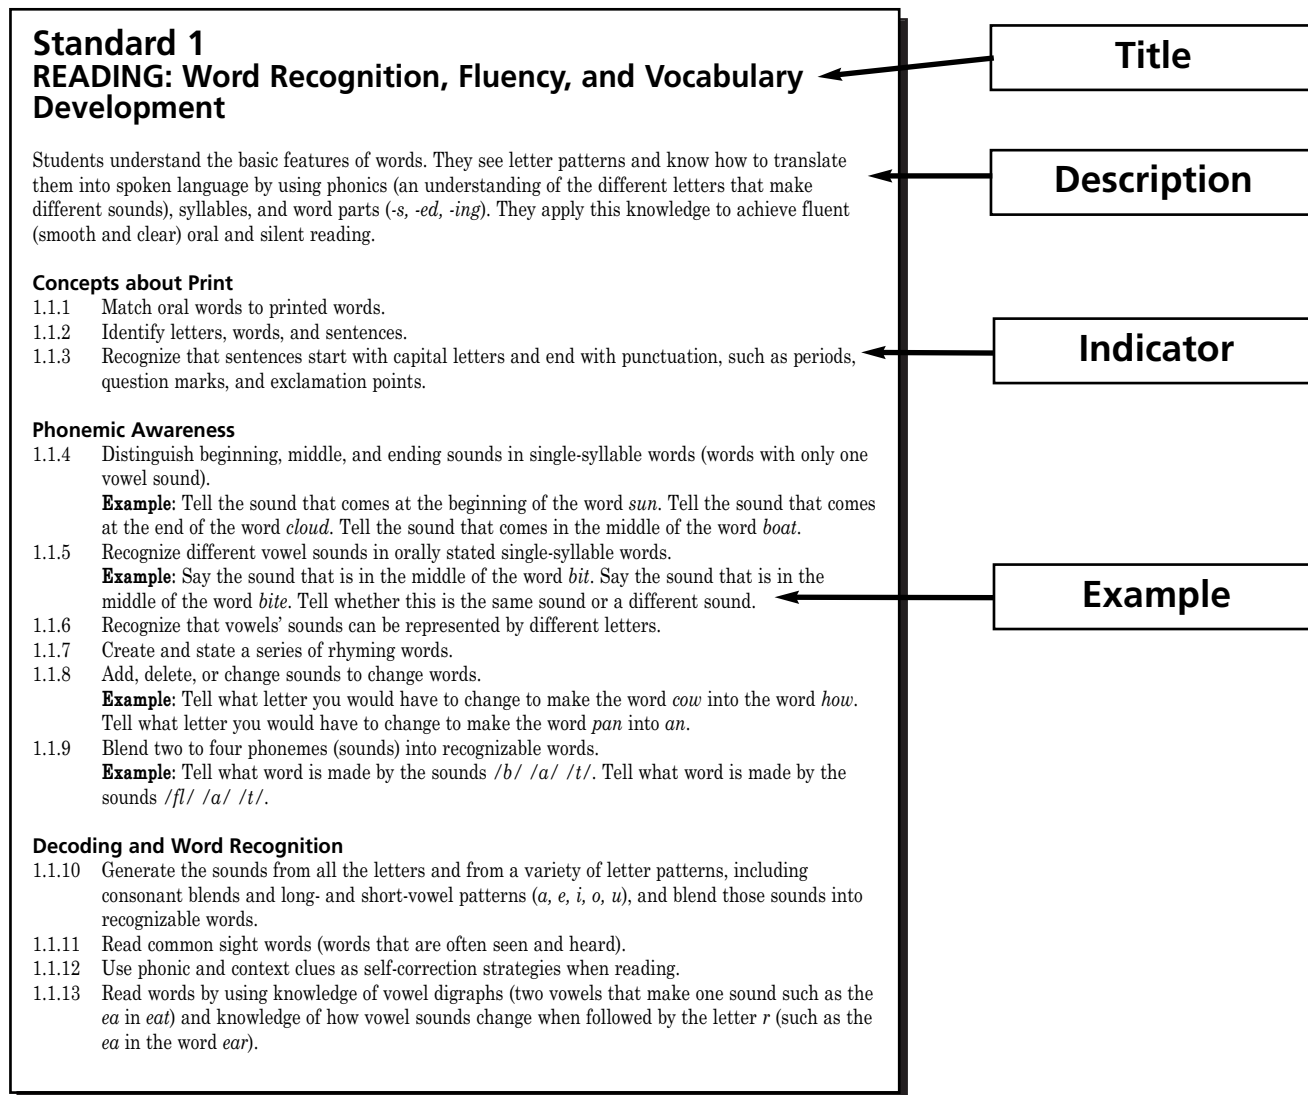 Standard 1
READING: Word Recognition, Fluency, and Vocabulary
Development
Students understand the basic features of words. They see letter patterns and know how to translate
them into spoken language by using phonics (an understanding of the different letters that make
different sounds), syllables, and word parts (-s, -ed, -ing). They apply this knowledge to achieve fluent
(smooth and clear) oral and silent reading.
Concepts about Print
1.1.1 Match oral words to printed words.
1.1.2 Identify letters, words, and sentences.
1.1.3 Recognize that sentences start with capital letters and end with punctuation, such as periods,
question marks, and exclamation points.
Phonemic Awareness
1.1.4 Distinguish beginning, middle, and ending sounds in single-syllable words (words with only one
vowel sound).
Example: Tell the sound that comes at the beginning of the word sun. Tell the sound that comes
at the end of the word cloud. Tell the sound that comes in the middle of the word boat.
1.1.5 Recognize different vowel sounds in orally stated single-syllable words.
Example: Say the sound that is in the middle of the word bit. Say the sound that is in the
middle of the word bite. Tell whether this is the same sound or a different sound.
1.1.6 Recognize that vowels' sounds can be represented by different letters.
1.1.7 Create and state a series of rhyming words.
1.1.8 Add, delete, or change sounds to change words.
Example: Tell what letter you would have to change to make the word cow into the word how.
Tell what letter you would have to change to make the word pan into an.
1.1.9 Blend two to four phonemes (sounds) into recognizable words.
Example: Tell what word is made by the sounds /b/ /a/ /t/. Tell what word is made by the
sounds /fl/ /a/ /t/.
Decoding and Word Recognition
1.1.10 Generate the sounds from all the letters and from a variety of letter patterns, including
consonant blends and long- and short-vowel patterns (a, e, i, o, u), and blend those sounds into
recognizable words.
1.1.11 Read common sight words (words that are often seen and heard).
1.1.12 Use phonic and context clues as self-correction strategies when reading.
1.1.13 Read words by using knowledge of vowel digraphs (two vowels that make one sound such as the
ea in eat) and knowledge of how vowel sounds change when followed by the letter r (such as the
ea in the word ear).
Title
Description
Indicator
Example